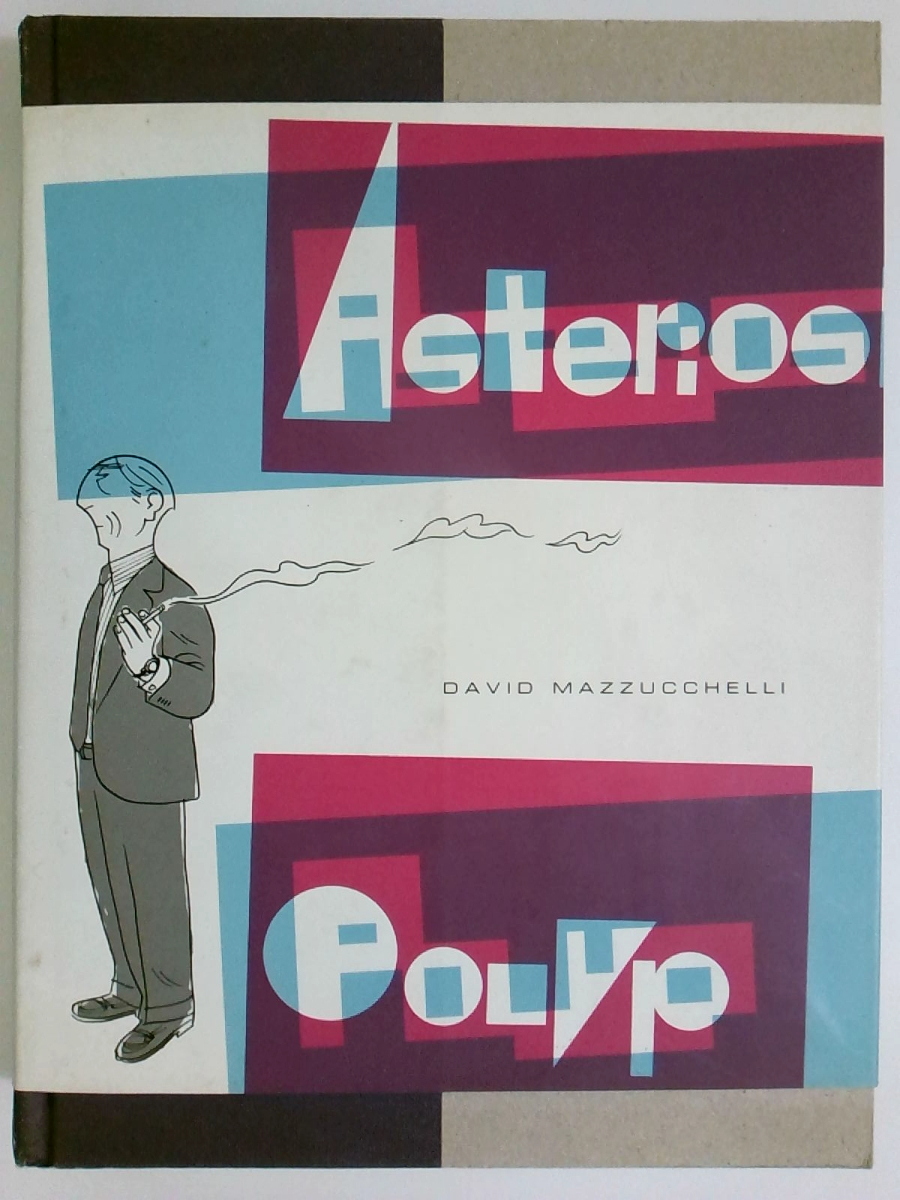 Asterios
DAVID MAZZUCCHELLI
Polyp